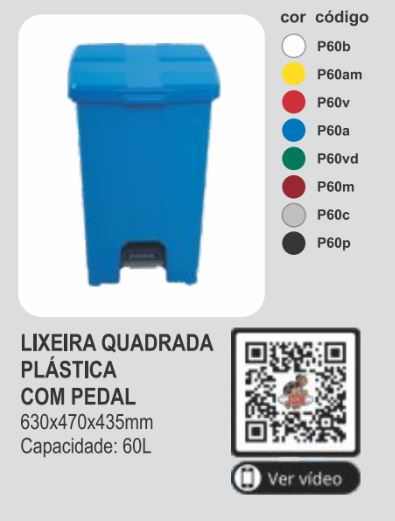 cor código
P60b
P60am
P60v
P60a
P60vd
P60m
P60c
P60p
LIXEIRA QUADRADA
PLÁSTICA
COM PEDAL
630x470x435mm
Capacidade: 60L
Ver vídeo